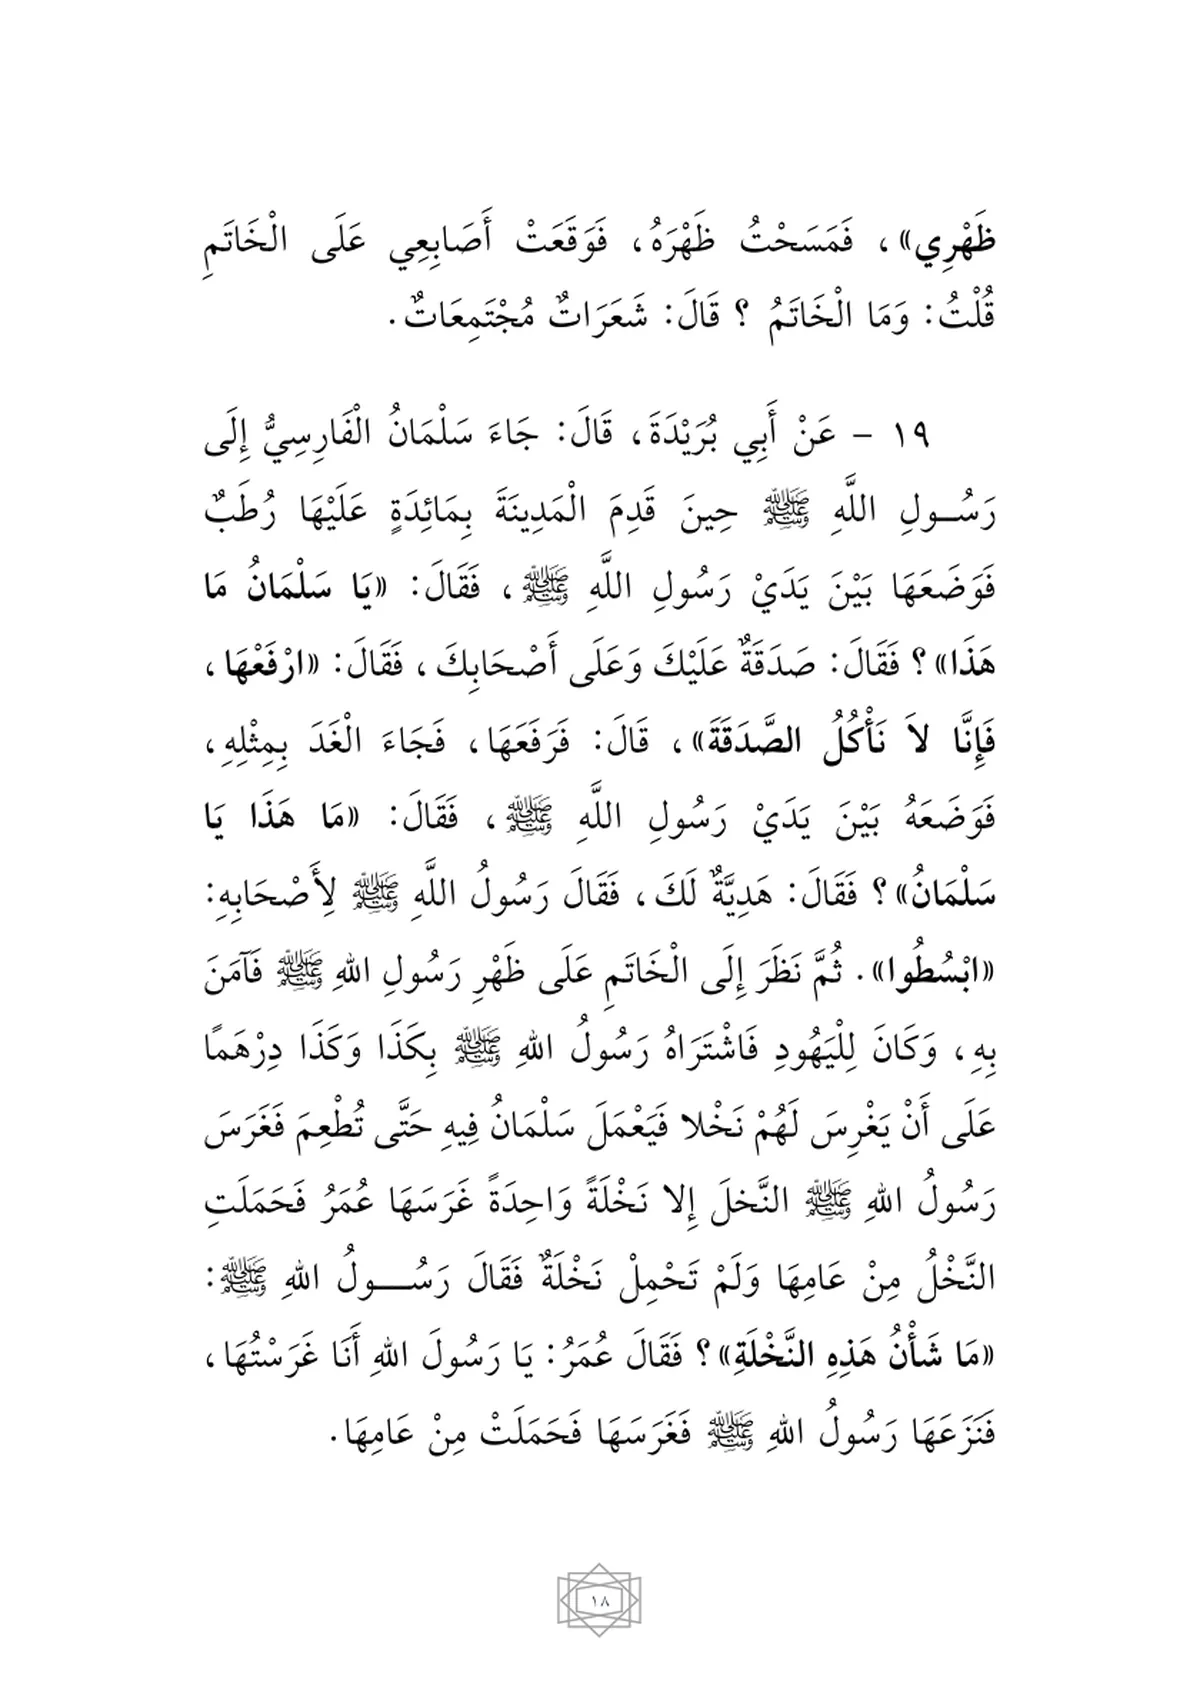 ظَهْرِي»، فَمَسَحْتُ ظَهْرَهُ، فَوَقَعَتْ أَصَابِعِي عَلَى الْخَاتَمِ
قُلْتُ: وَمَا الْخَاتَمُ ؟ قَالَ: شَعَرَاتٌ مُجْتَمِعَاتٌ.
١٩ – عَنْ أَبِي بُرَيْدَةَ، قَالَ: جَاءَ سَلْمَانُ الْفَارِسِيُّ إِلَى
رَسُـولِ اللَّهِ ﷺ حِينَ قَدِمَ الْمَدِينَةَ بِمَائِدَةٍ عَلَيْهَا رُطَبٌ
فَوَضَعَهَا بَيْنَ يَدَيْ رَسُولِ اللَّهِ ﷺ، فَقَالَ: «يَا سَلْمَانُ مَا
هَذَا»؟ فَقَالَ: صَدَقَةٌ عَلَيْكَ وَعَلَى أَصْحَابِكَ، فَقَالَ: «ارْفَعْهَا،
فَإِنَّا لاَ نَأْكُلُ الصَّدَقَةَ»، قَالَ: فَرَفَعَهَا، فَجَاءَ الْغَدَ بِمِثْلِهِ،
فَوَضَعَهُ بَيْنَ يَدَيْ رَسُولِ اللَّهِ ﷺ، فَقَالَ: «مَا هَذَا يَا
سَلْمَانُ»؟ فَقَالَ: هَدِيَّةٌ لَكَ، فَقَالَ رَسُولُ اللَّهِ ﷺ لِأَصْحَابِهِ:
«ابْسُطُوا». ثُمَّ نَظَرَ إِلَى الْخَاتَمِ عَلَى ظَهْرِ رَسُولِ اللهِ ﷺ فَآمَنَ
بِهِ، وَكَانَ لِلْيَهُودِ فَاشْتَرَاهُ رَسُولُ اللهِ ﷺ بِكَذَا وَكَذَا دِرْهَمًا
عَلَى أَنْ يَغْرِسَ لَهُمْ نَخْلا فَيَعْمَلَ سَلْمَانُ فِيهِ حَتَّى تُطْعِمَ فَغَرَسَ
رَسُولُ اللهِ ﷺ النَّخلَ إِلا نَخْلَةً وَاحِدَةً غَرَسَهَا عُمَرُ فَحَمَلَتِ
النَّخْلُ مِنْ عَامِهَا وَلَمْ تَحْمِلْ نَخْلَةٌ فَقَالَ رَسُـــولُ اللهِ ﷺ:
«مَا شَأْنُ هَذِهِ النَّخْلَةِ»؟ فَقَالَ عُمَرُ: يَا رَسُولَ اللهِ أَنَا غَرَسْتُهَا،
فَنَزَعَهَا رَسُولُ اللهِ ﷺ فَغَرَسَهَا فَحَمَلَتْ مِنْ عَامِهَا.
١٨